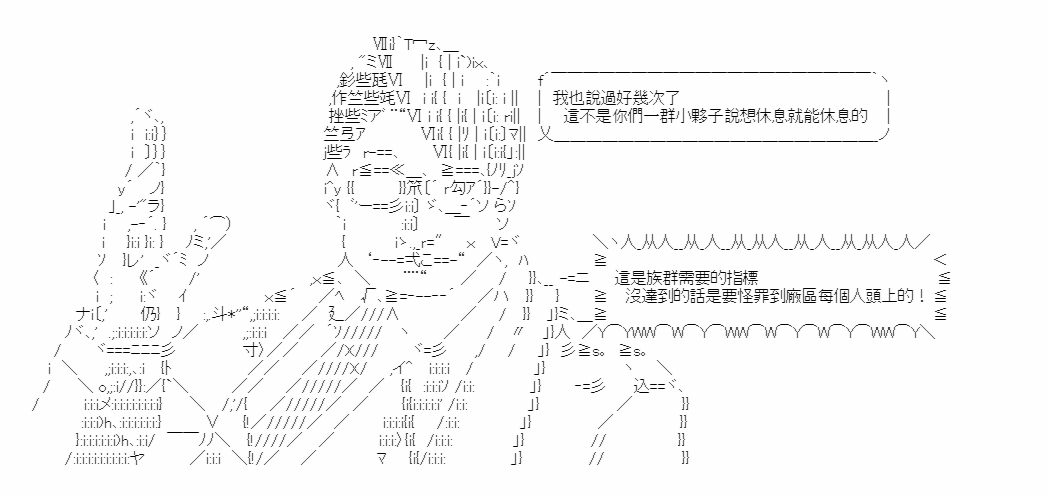 我也說過好幾次了
這不是你們一群小夥子說想休息就能休息的
這是族群需要的指標
沒達到的話是要怪罪到廠區每個人頭上的！